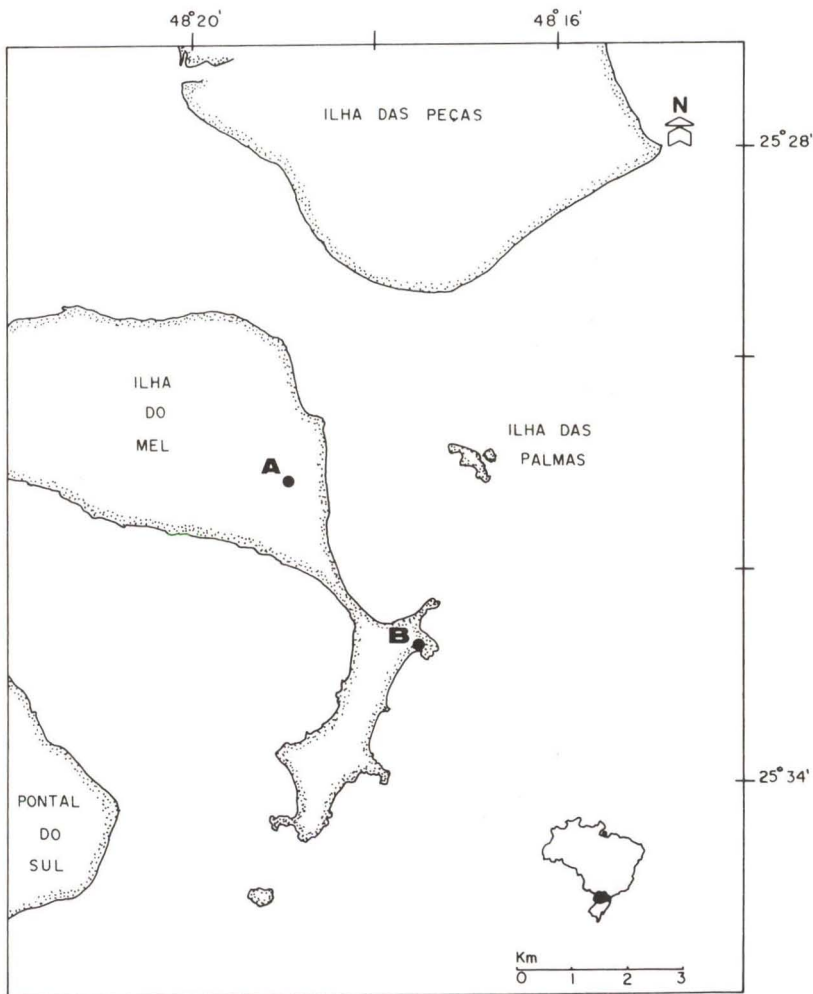 48°20'
48°16'
N
ILHA DAS PEÇAS
25°28'
ILHA
DO
MEL
ILHA DAS
PALMAS
A
B
25°34'
PONTAL
DO
SUL
Km
0 1 2 3